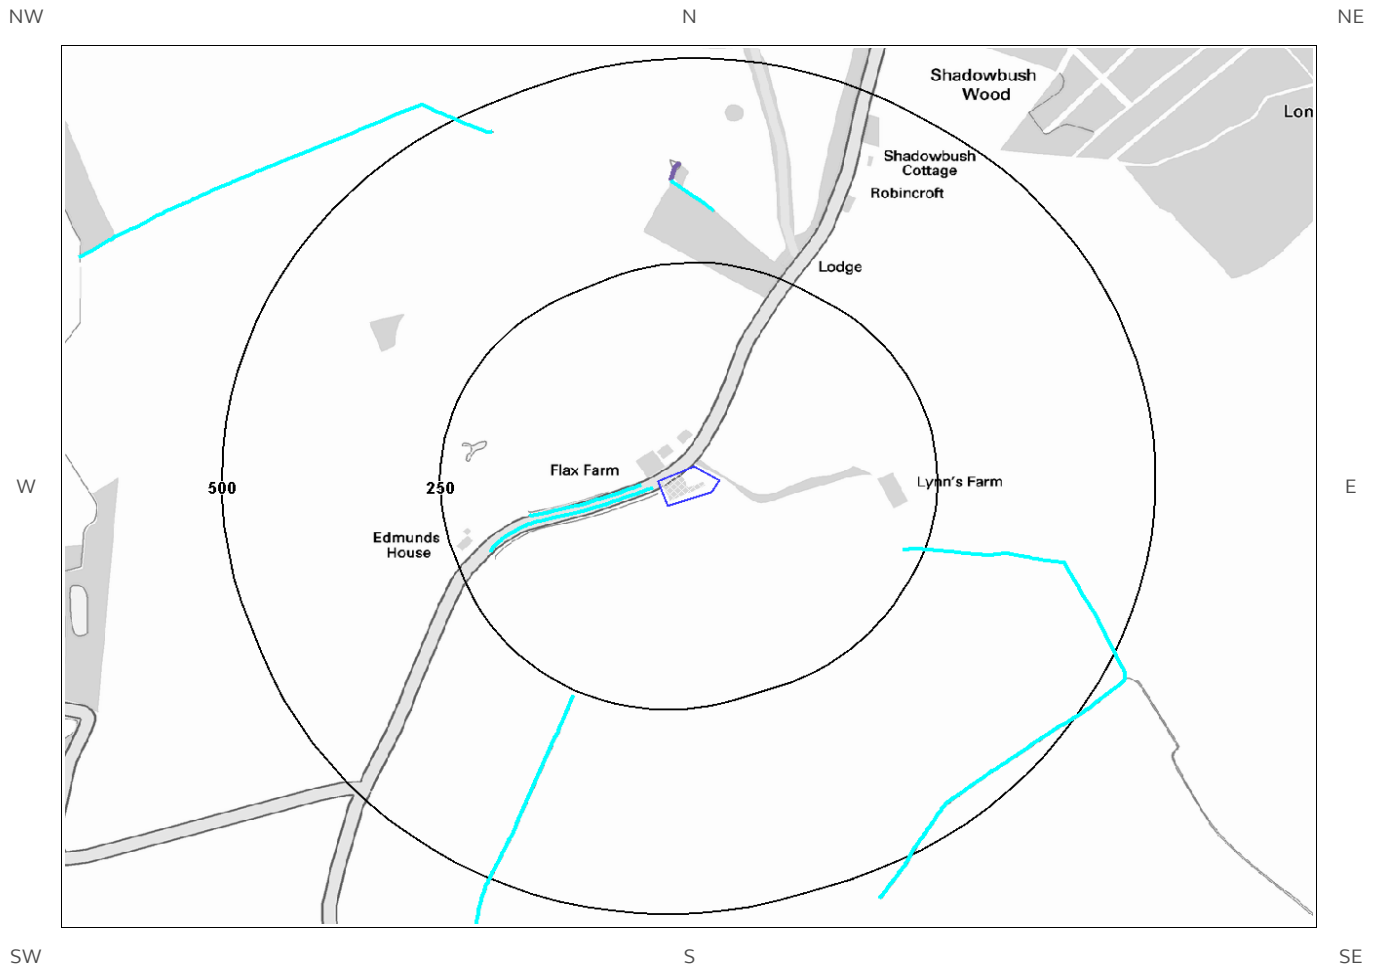 NW
N
NE
Shadowbush
Wood
Lon
Shadowbush
Cottage
Robincroft
Lodge
Flax Farm
W
500
250
Lynn's Farm
E
Edmunds
House
SW
S
SE